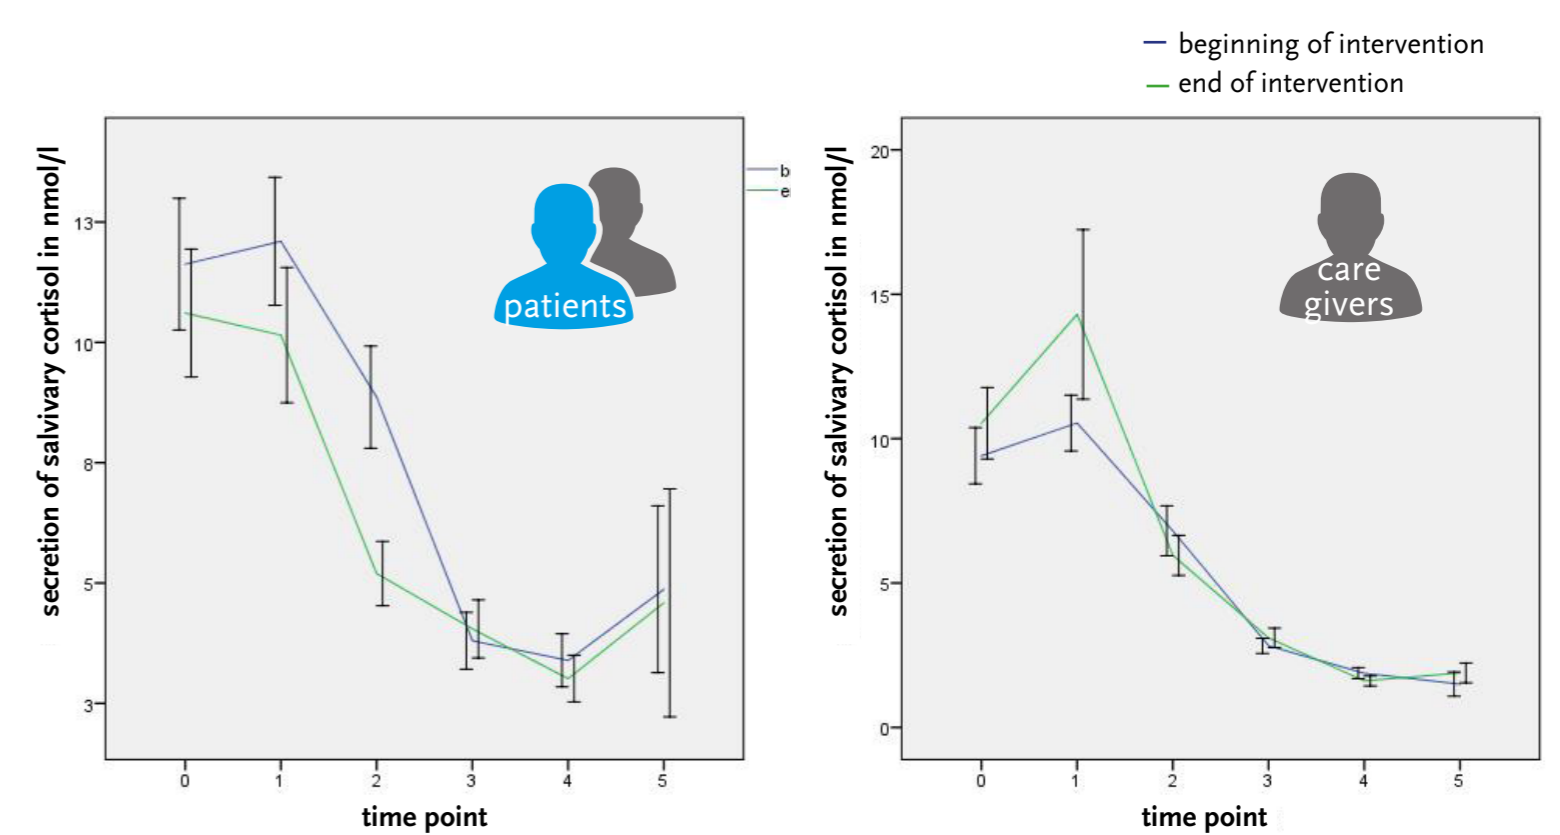 beginning of intervention
end of intervention
secretion of salvivary cortisol in nmol/l
13
10
8
5
3
0 1 2 3 4 5
time point
patients
b
e
secretion of salvivary cortisol in nmol/l
20
15
10
5
0
0 1 2 3 4 5
time point
care
givers